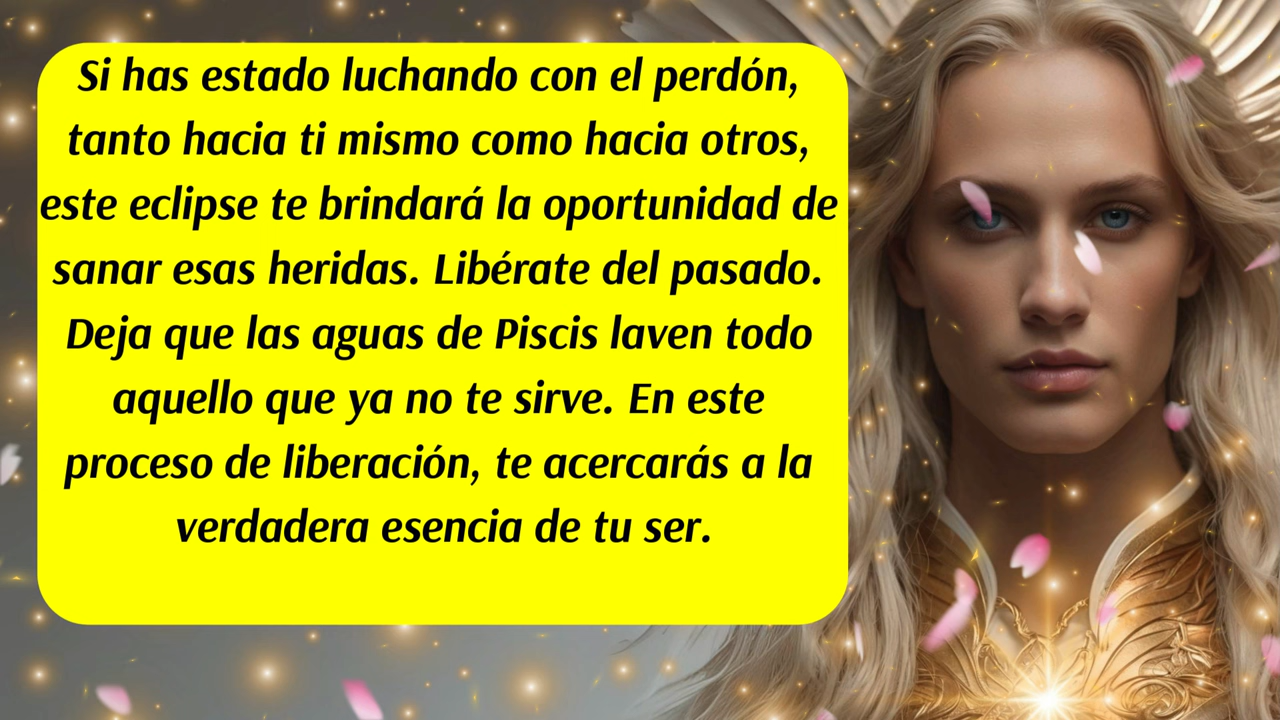 Si has estado luchando con el perdón,
tanto hacia ti mismo como hacia otros,
este eclipse te brindará la oportunidad de
sanar esas heridas. Libérate del pasado.
Deja que las aguas de Piscis laven todo
aquello que ya no te sirve. En este
proceso de liberación, te acercarás a la
verdadera esencia de tu ser.